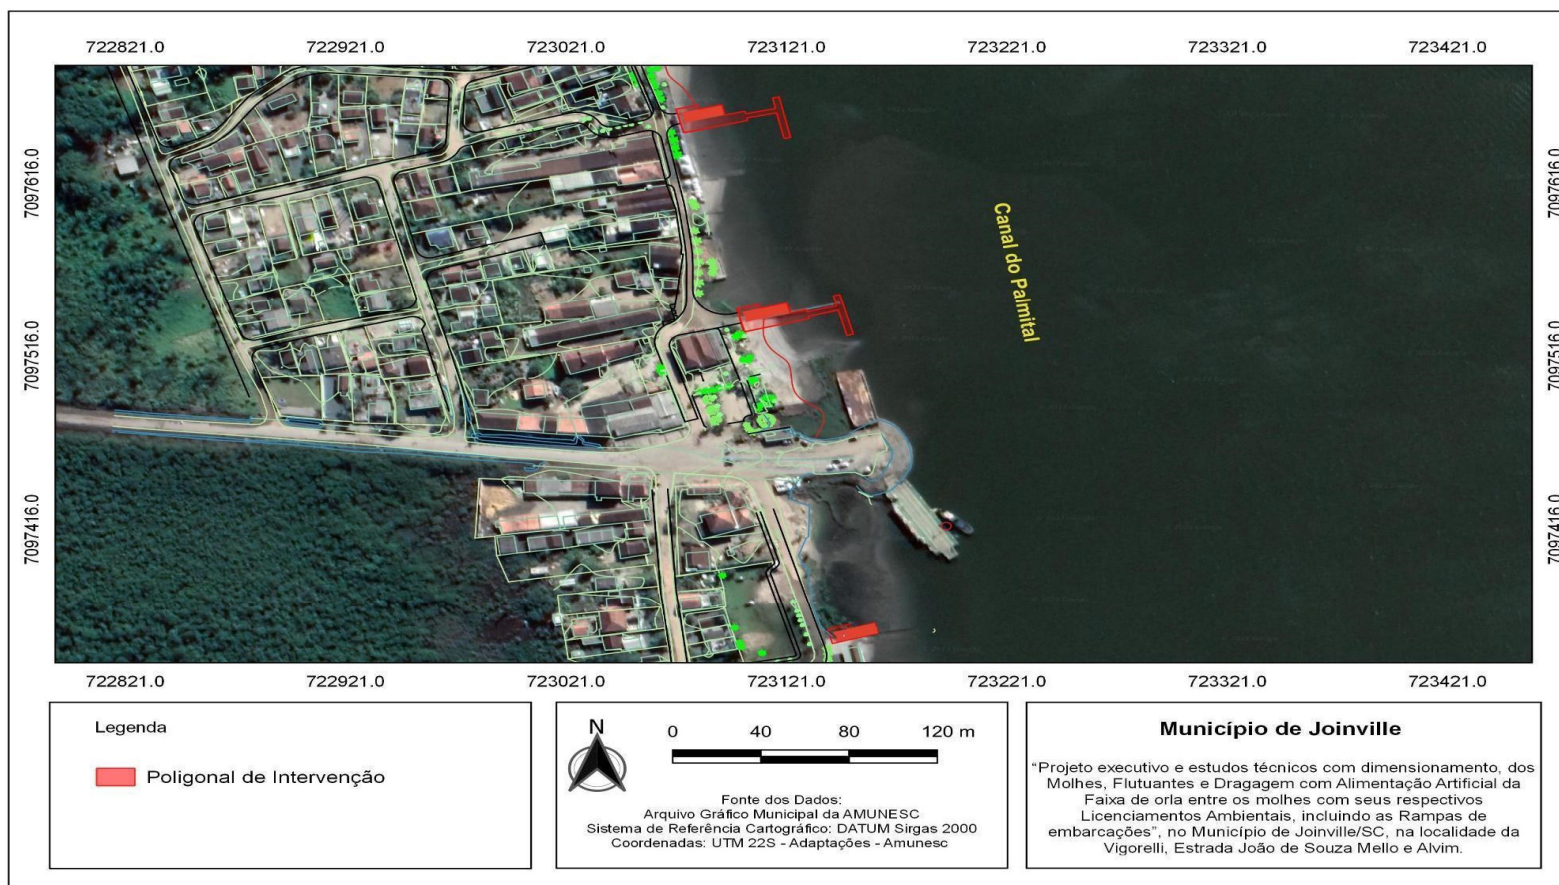 722821.0 722921.0 723021.0 723121.0 723221.0 723321.0 723421.0
7097616.0
7097516.0
7097416.0
Canal do Palmital
7097616.0
7097516.0
7097416.0
722821.0 722921.0 723021.0 723121.0 723221.0 723321.0 723421.0
Legenda
Poligonal de Intervenção
N
0 40 80 120 m
Fonte dos Dados:
Arquivo Gráfico Municipal da AMUNESC
Sistema de Referência Cartográfico: DATUM Sirgas 2000
Coordenadas: UTM 22S - Adaptações - Amunesc
Município de Joinville
“Projeto executivo e estudos técnicos com dimensionamento, dos
Molhes, Flutuantes e Dragagem com Alimentação Artificial da
Faixa de orla entre os molhes com seus respectivos
Licenciamentos Ambientais, incluindo as Rampas de
embarcações”, no Município de Joinville/SC, na localidade da
Vigorelli, Estrada João de Souza Mello e Alvim.